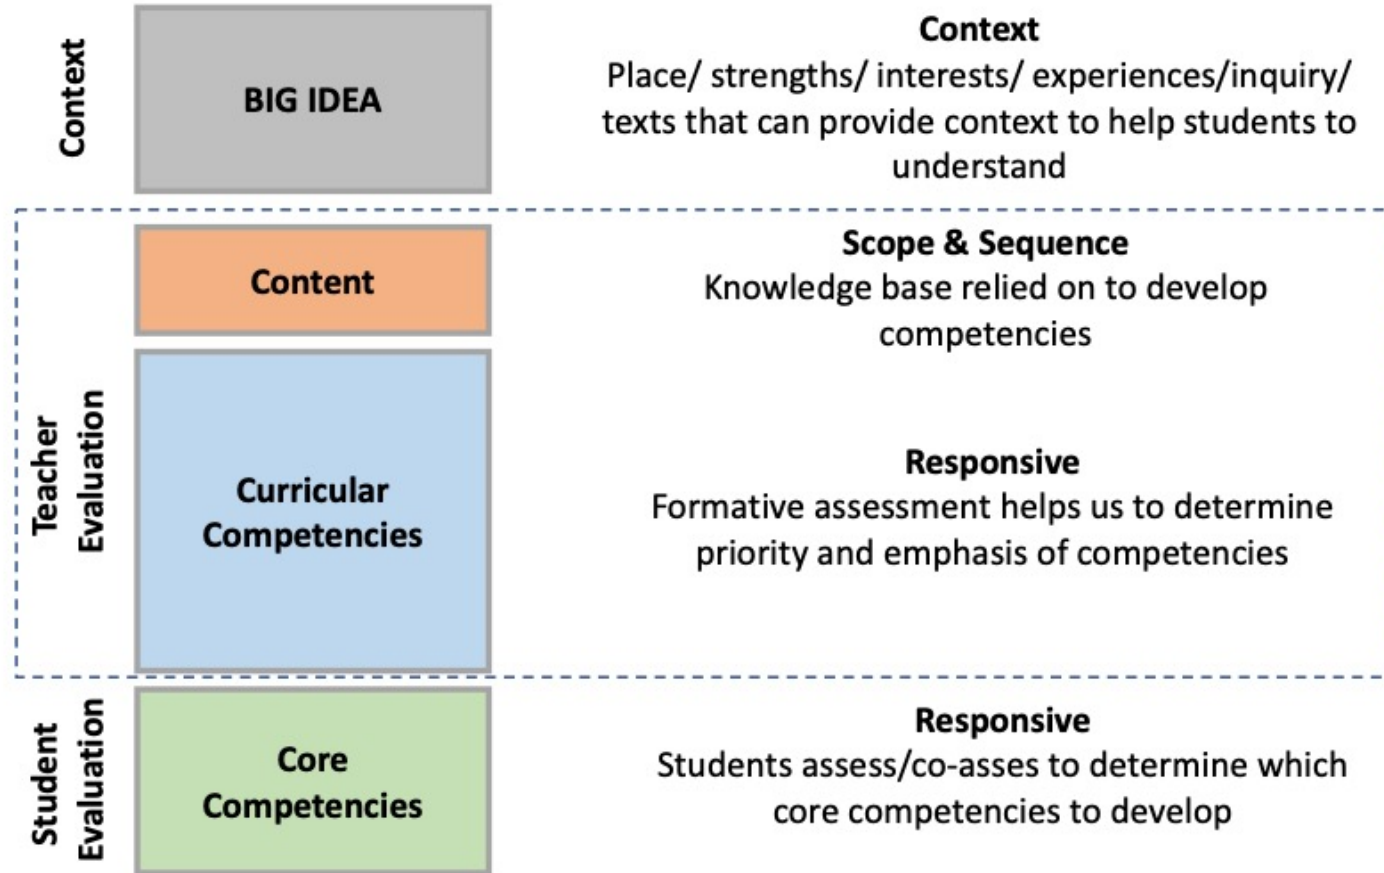 Context
BIG IDEA
Context
Place/ strengths/ interests/ experiences/inquiry/
texts that can provide context to help students to
understand
Teacher
Evaluation
Content
Scope & Sequence
Knowledge base relied on to develop
competencies
Curricular
Competencies
Responsive
Formative assessment helps us to determine
priority and emphasis of competencies
Student
Evaluation
Core
Competencies
Responsive
Students assess/co-asses to determine which
core competencies to develop